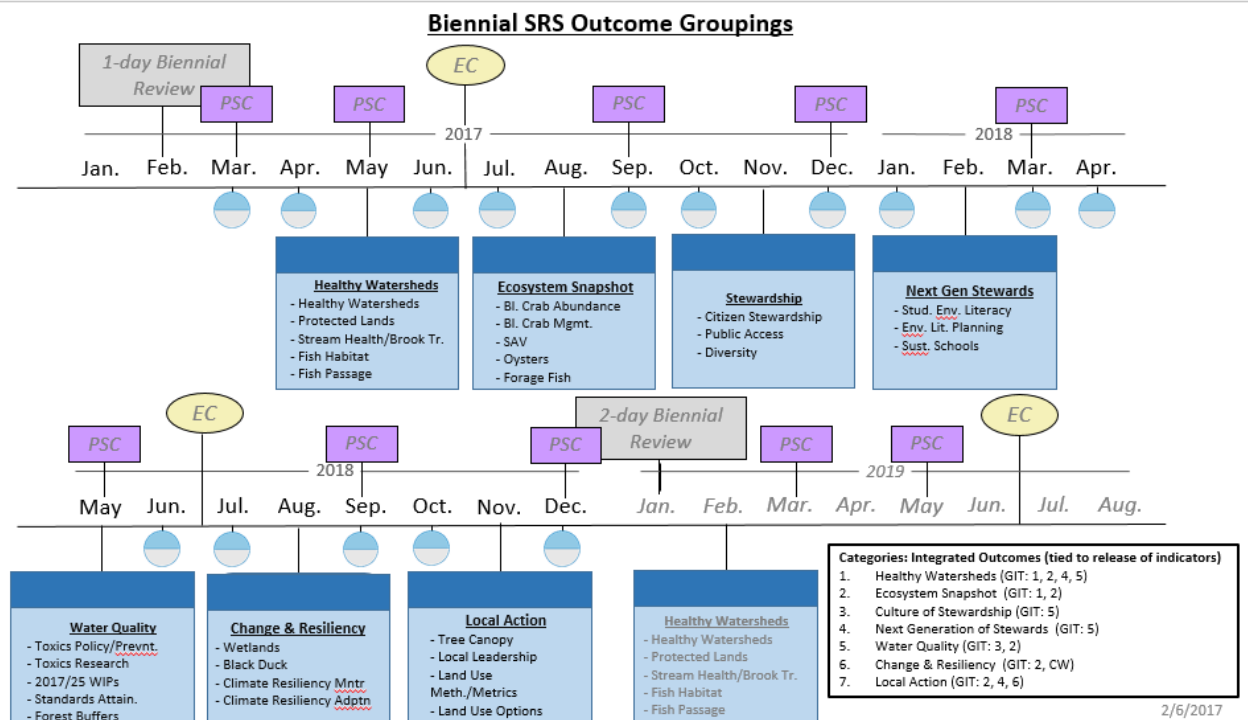 Biennial SRS Outcome Groupings
1-day Biennial
Review
EC
PSC
PSC
PSC
PSC
PSC
2017
2018
Jan. Feb. Mar. Apr. May Jun. Jul. Aug. Sep. Oct. Nov. Dec. Jan. Feb. Mar. Apr.
Healthy Watersheds
- Healthy Watersheds
- Protected Lands
- Stream Health/Brook Tr.
- Fish Habitat
- Fish Passage
Ecosystem Snapshot
- Bl. Crab Abundance
- Bl. Crab Mgmt.
- SAV
- Oysters
- Forage Fish
Stewardship
- Citizen Stewardship
- Public Access
- Diversity
Next Gen Stewards
- Stud. Env. Literacy
- Env. Lit. Planning
- Sust. Schools
EC
2-day Biennial
Review
EC
PSC
PSC
PSC
PSC
PSC
2018
2019
May Jun. Jul. Aug. Sep. Oct. Nov. Dec. Jan. Feb. Mar. Apr. May Jun. Jul. Aug.
Water Quality
- Toxics Policy/Prevnt.
- Toxics Research
- 2017/25 WIPs
- Standards Attain.
- Forest Buffers
Change & Resiliency
- Wetlands
- Black Duck
- Climate Resiliency Mntr
- Climate Resiliency Adptn
Local Action
- Tree Canopy
- Local Leadership
- Land Use
Meth./Metrics
- Land Use Options
Healthy Watersheds
- Healthy Watersheds
- Protected Lands
- Stream Health/Brook Tr.
- Fish Habitat
- Fish Passage
Categories: Integrated Outcomes (tied to release of indicators)
1. Healthy Watersheds (GIT: 1, 2, 4, 5)
2. Ecosystem Snapshot (GIT: 1, 2)
3. Culture of Stewardship (GIT: 5)
4. Next Generation of Stewards (GIT: 5)
5. Water Quality (GIT: 3, 2)
6. Change & Resiliency (GIT: 2, CW)
7. Local Action (GIT: 2, 4, 6)
2/6/2017